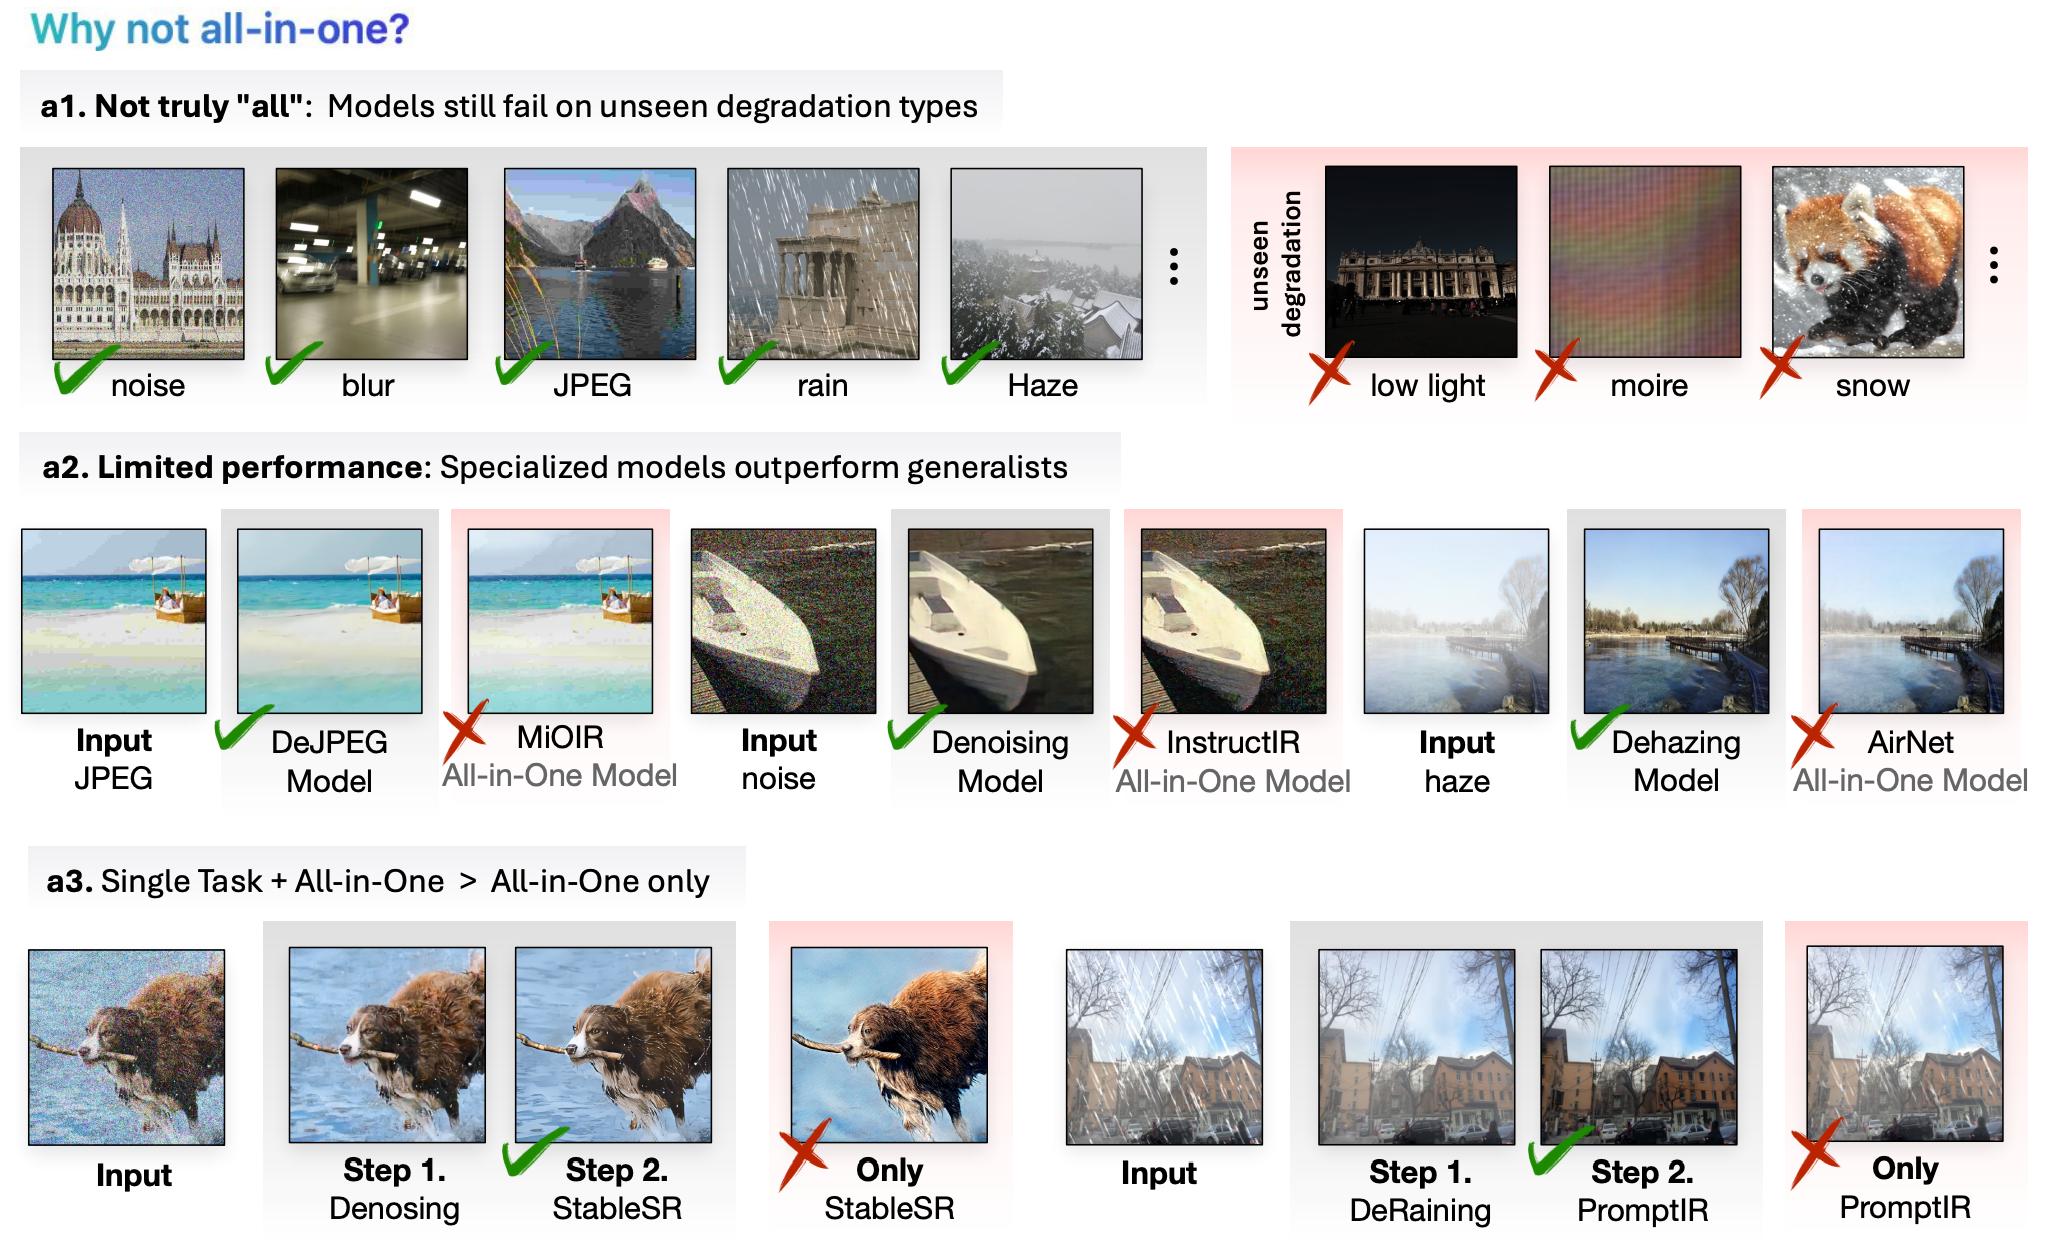 Why not all-in-one?
a1. Not truly "all": Models still fail on unseen degradation types
unseen
degradation
noise
blur
JPEG
rain
Haze
low light
moire
snow
a2. Limited performance: Specialized models outperform generalists
Input
JPEG
DeJPEG
Model
MiOIR
All-in-One Model
Input
noise
Denoising
Model
InstructIR
All-in-One Model
Input
haze
Dehazing
Model
AirNet
All-in-One Model
a3. Single Task + All-in-One > All-in-One only
Input
Step 1.
Denosing
Step 2.
StableSR
Only
StableSR
Input
Step 1.
DeRaining
Step 2.
PromptIR
Only
PromptIR